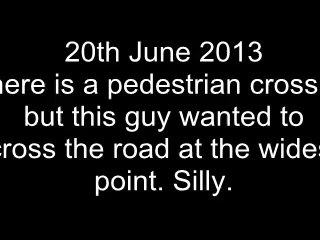 20th June 2013
here is a pedestrian cross
but this guy wanted to
cross the road at the wides
point. Silly.